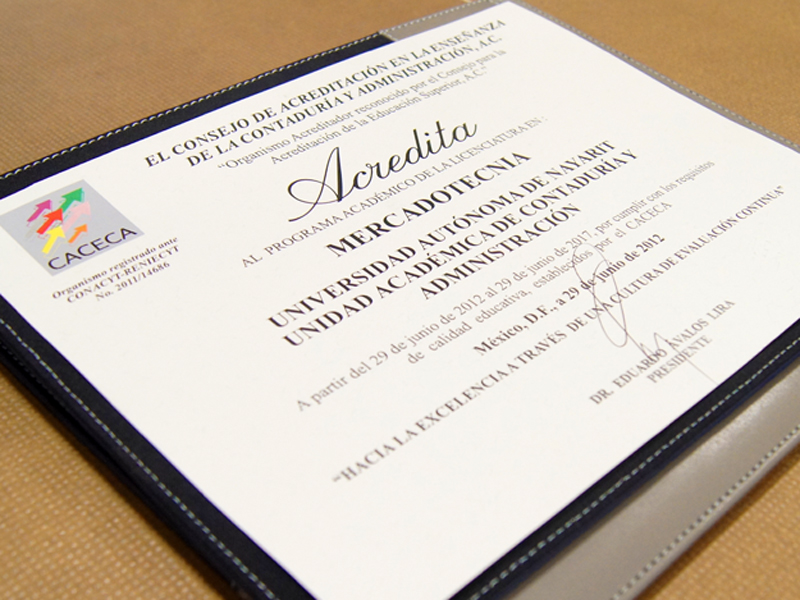 EL CONSEJO DE ACREDITACIÓN EN LA ENSEÑANZA
DE LA CONTADURÍA Y ADMINISTRACIÓN, A.C.
"Organismo Acreditador reconocido por el Consejo para la
Acreditación de la Educación Superior, A.C."
Acredita
AL PROGRAMA ACADÉMICO DE LA LICENCIATURA EN:
MERCADOTECNIA
UNIVERSIDAD AUTÓNOMA DE NAYARIT
UNIDAD ACADÉMICA DE CONTADURÍA Y
ADMINISTRACIÓN
A partir del 29 de junio de 2012 al 29 de junio de 2017, por cumplir con los requisitos
de calidad educativa, establecidos por el CACECA
México, D.F., a 29 de junio de 2012
"HACIA LA EXCELENCIA A TRAVÉS DE UNA CULTURA DE EVALUACIÓN CONTINUA"
DR. EDUARDO ÁVALOS LIRA
PRESIDENTE
CACECA
Organismo registrado ante
CONACYT-RENIECYT
No. 2011/14686